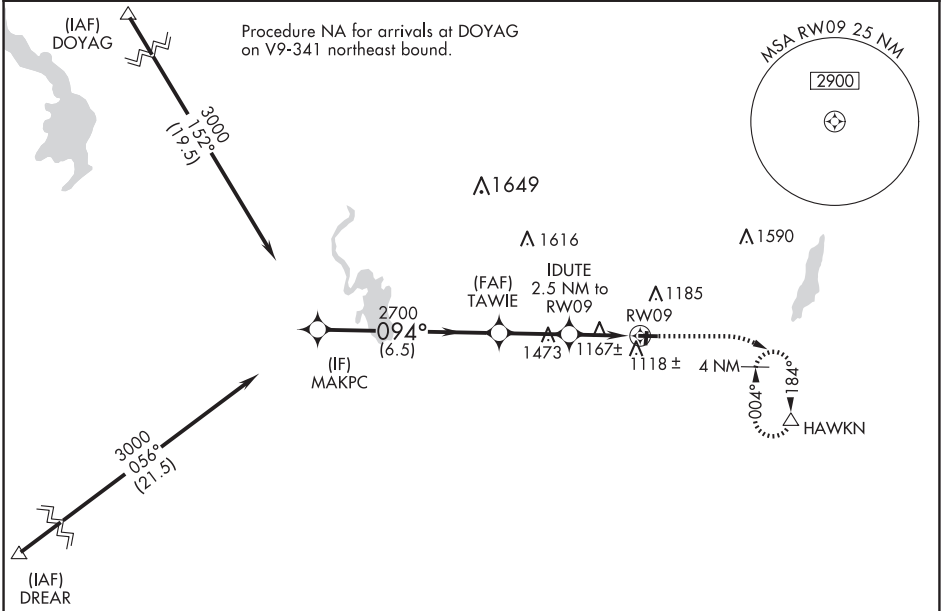 (IAF)
DOYAG
Procedure NA for arrivals at DOYAG
on V9-341 northeast bound.
MSA RW09 25 NM
2900
3000
152°
(19.5)
1649
1616
1590
(FAF)
TAWIE
IDUTE
2.5 NM to
RW09
1185
RW09
2700
094°
(6.5)
(IF)
MAKPC
1473
1167±
1118 ±
4 NM
004°
184°
HAWKN
3000
056°
(21.5)
(IAF)
DREAR